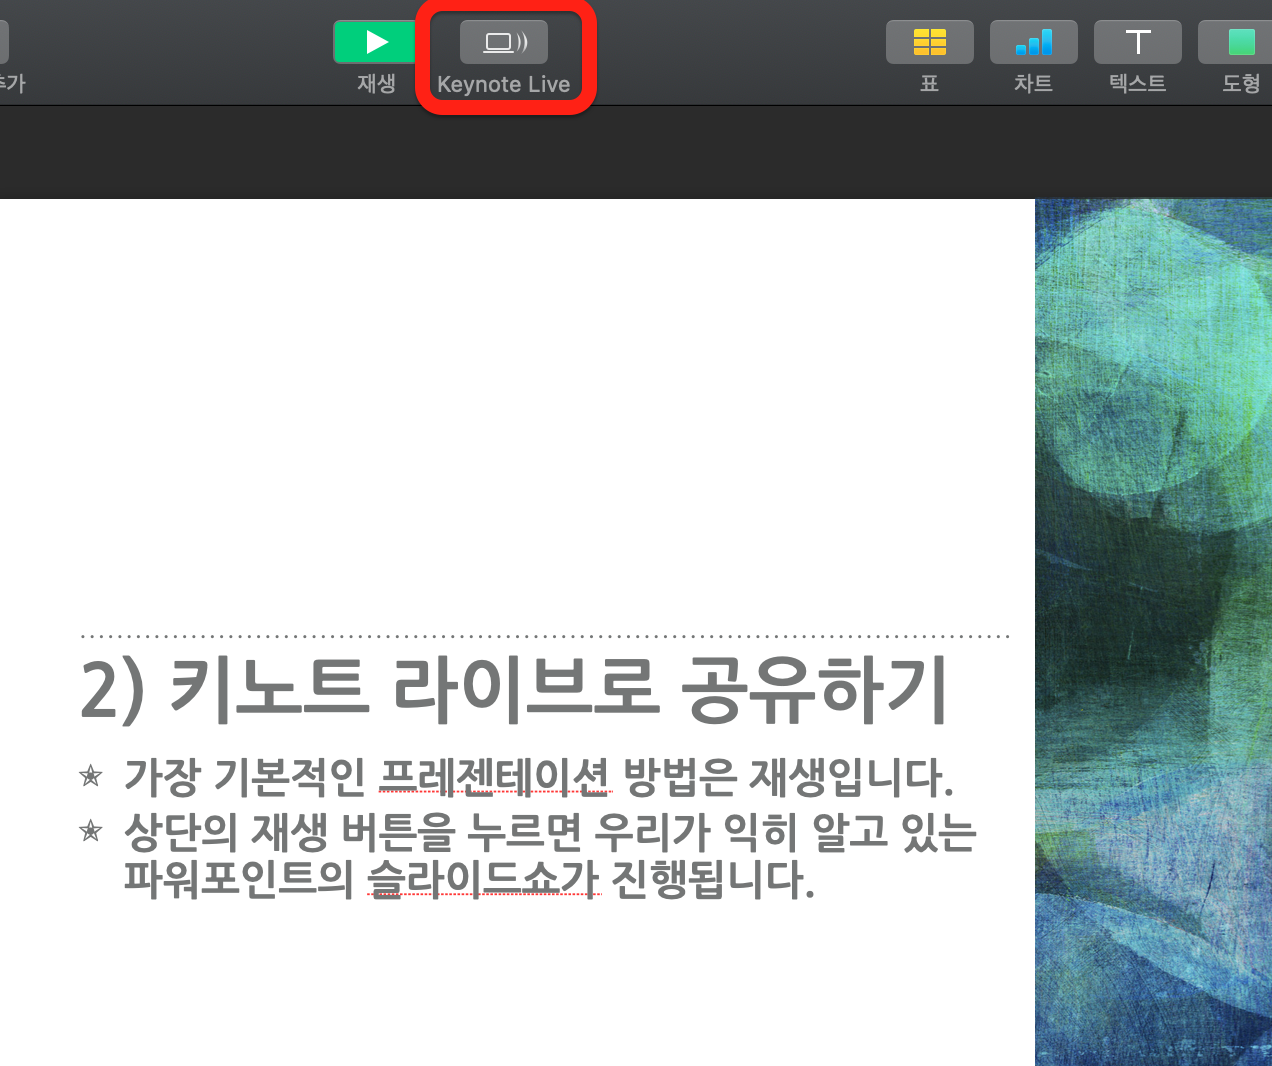 추가
재생
Keynote Live
표
차트
텍스트
도형
2) 키노트 라이브로 공유하기
✯ 가장 기본적인 프레젠테이션 방법은 재생입니다.
✯ 상단의 재생 버튼을 누르면 우리가 익히 알고 있는
파워포인트의 슬라이드쇼가 진행됩니다.